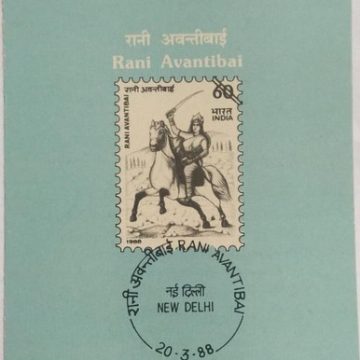 रानी अवन्तीबाई
Rani Avantibai
रानी अवन्तीबाई
60
भारत
INDIA
RANI AVANTIBAI
1988
रानी अवन्तीबाई RANI AVANTIBAI
नई दिल्ली
NEW DELHI
20-3-88